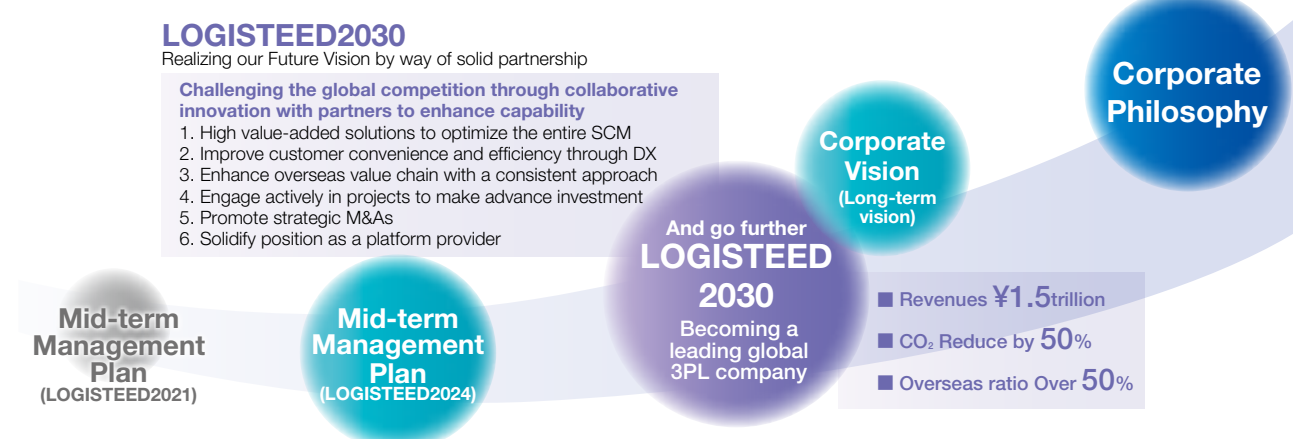 LOGISTEED2030
Realizing our Future Vision by way of solid partnership
Challenging the global competition through collaborative
innovation with partners to enhance capability
1. High value-added solutions to optimize the entire SCM
2. Improve customer convenience and efficiency through DX
3. Enhance overseas value chain with a consistent approach
4. Engage actively in projects to make advance investment
5. Promote strategic M&As
6. Solidify position as a platform provider
Mid-term
Management
Plan
(LOGISTEED2021)
Mid-term
Management
Plan
(LOGISTEED2024)
And go further
LOGISTEED
2030
Becoming a
leading global
3PL company
Corporate
Vision
(Long-term
vision)
Corporate
Philosophy
■ Revenues ¥1.5trillion
■ CO₂ Reduce by 50%
■ Overseas ratio Over 50%